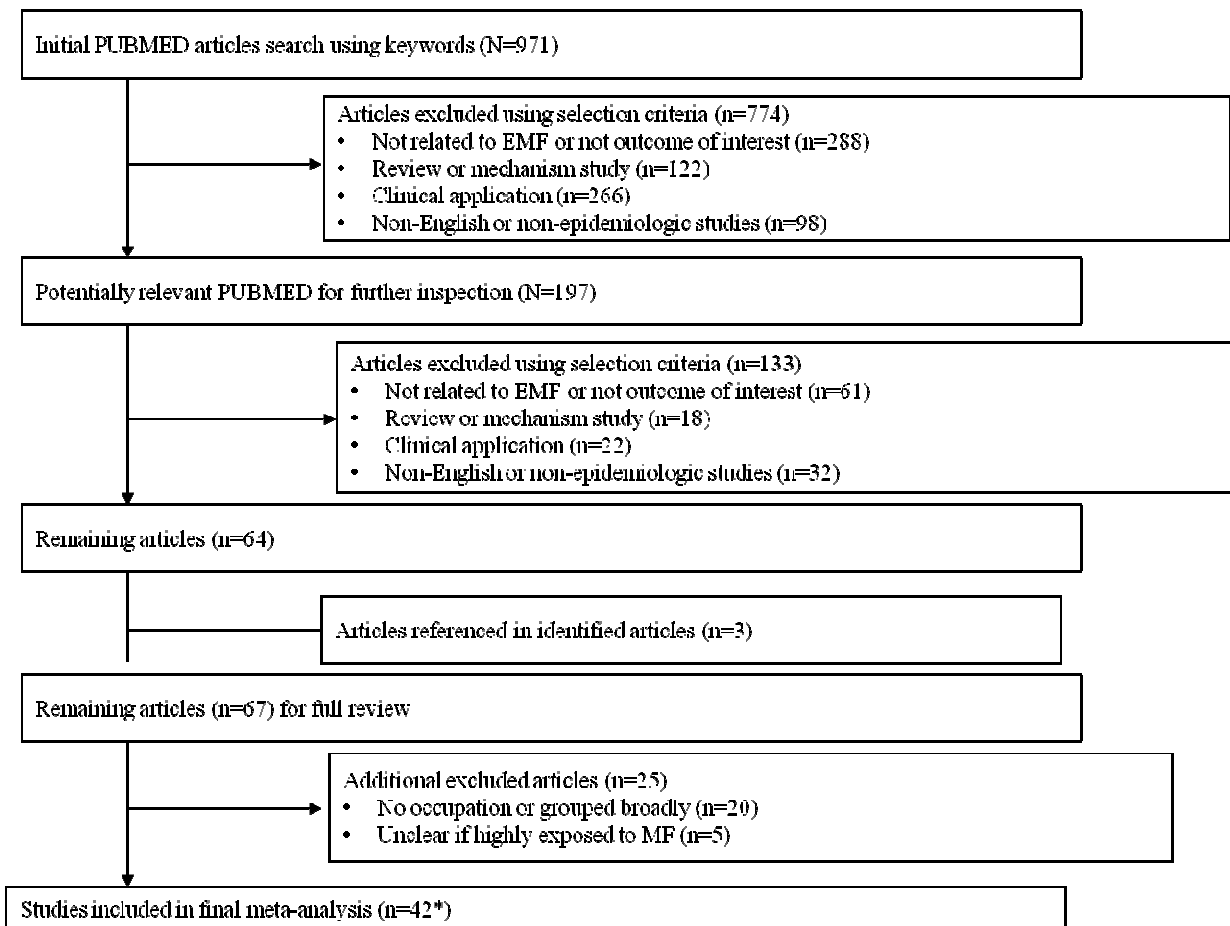 Initial PUBMED articles search using keywords (N=971)
Articles excluded using selection criteria (n=774)
• Not related to EMF or not outcome of interest (n=288)
• Review or mechanism study (n=122)
• Clinical application (n=266)
• Non-English or non-epidemiologic studies (n=98)
Potentially relevant PUBMED for further inspection (N=197)
Articles excluded using selection criteria (n=133)
• Not related to EMF or not outcome of interest (n=61)
• Review or mechanism study (n=18)
• Clinical application (n=22)
• Non-English or non-epidemiologic studies (n=32)
Remaining articles (n=64)
Articles referenced in identified articles (n=3)
Remaining articles (n=67) for full review
Additional excluded articles (n=25)
• No occupation or grouped broadly (n=20)
• Unclear if highly exposed to MF (n=5)
Studies included in final meta-analysis (n=42*)